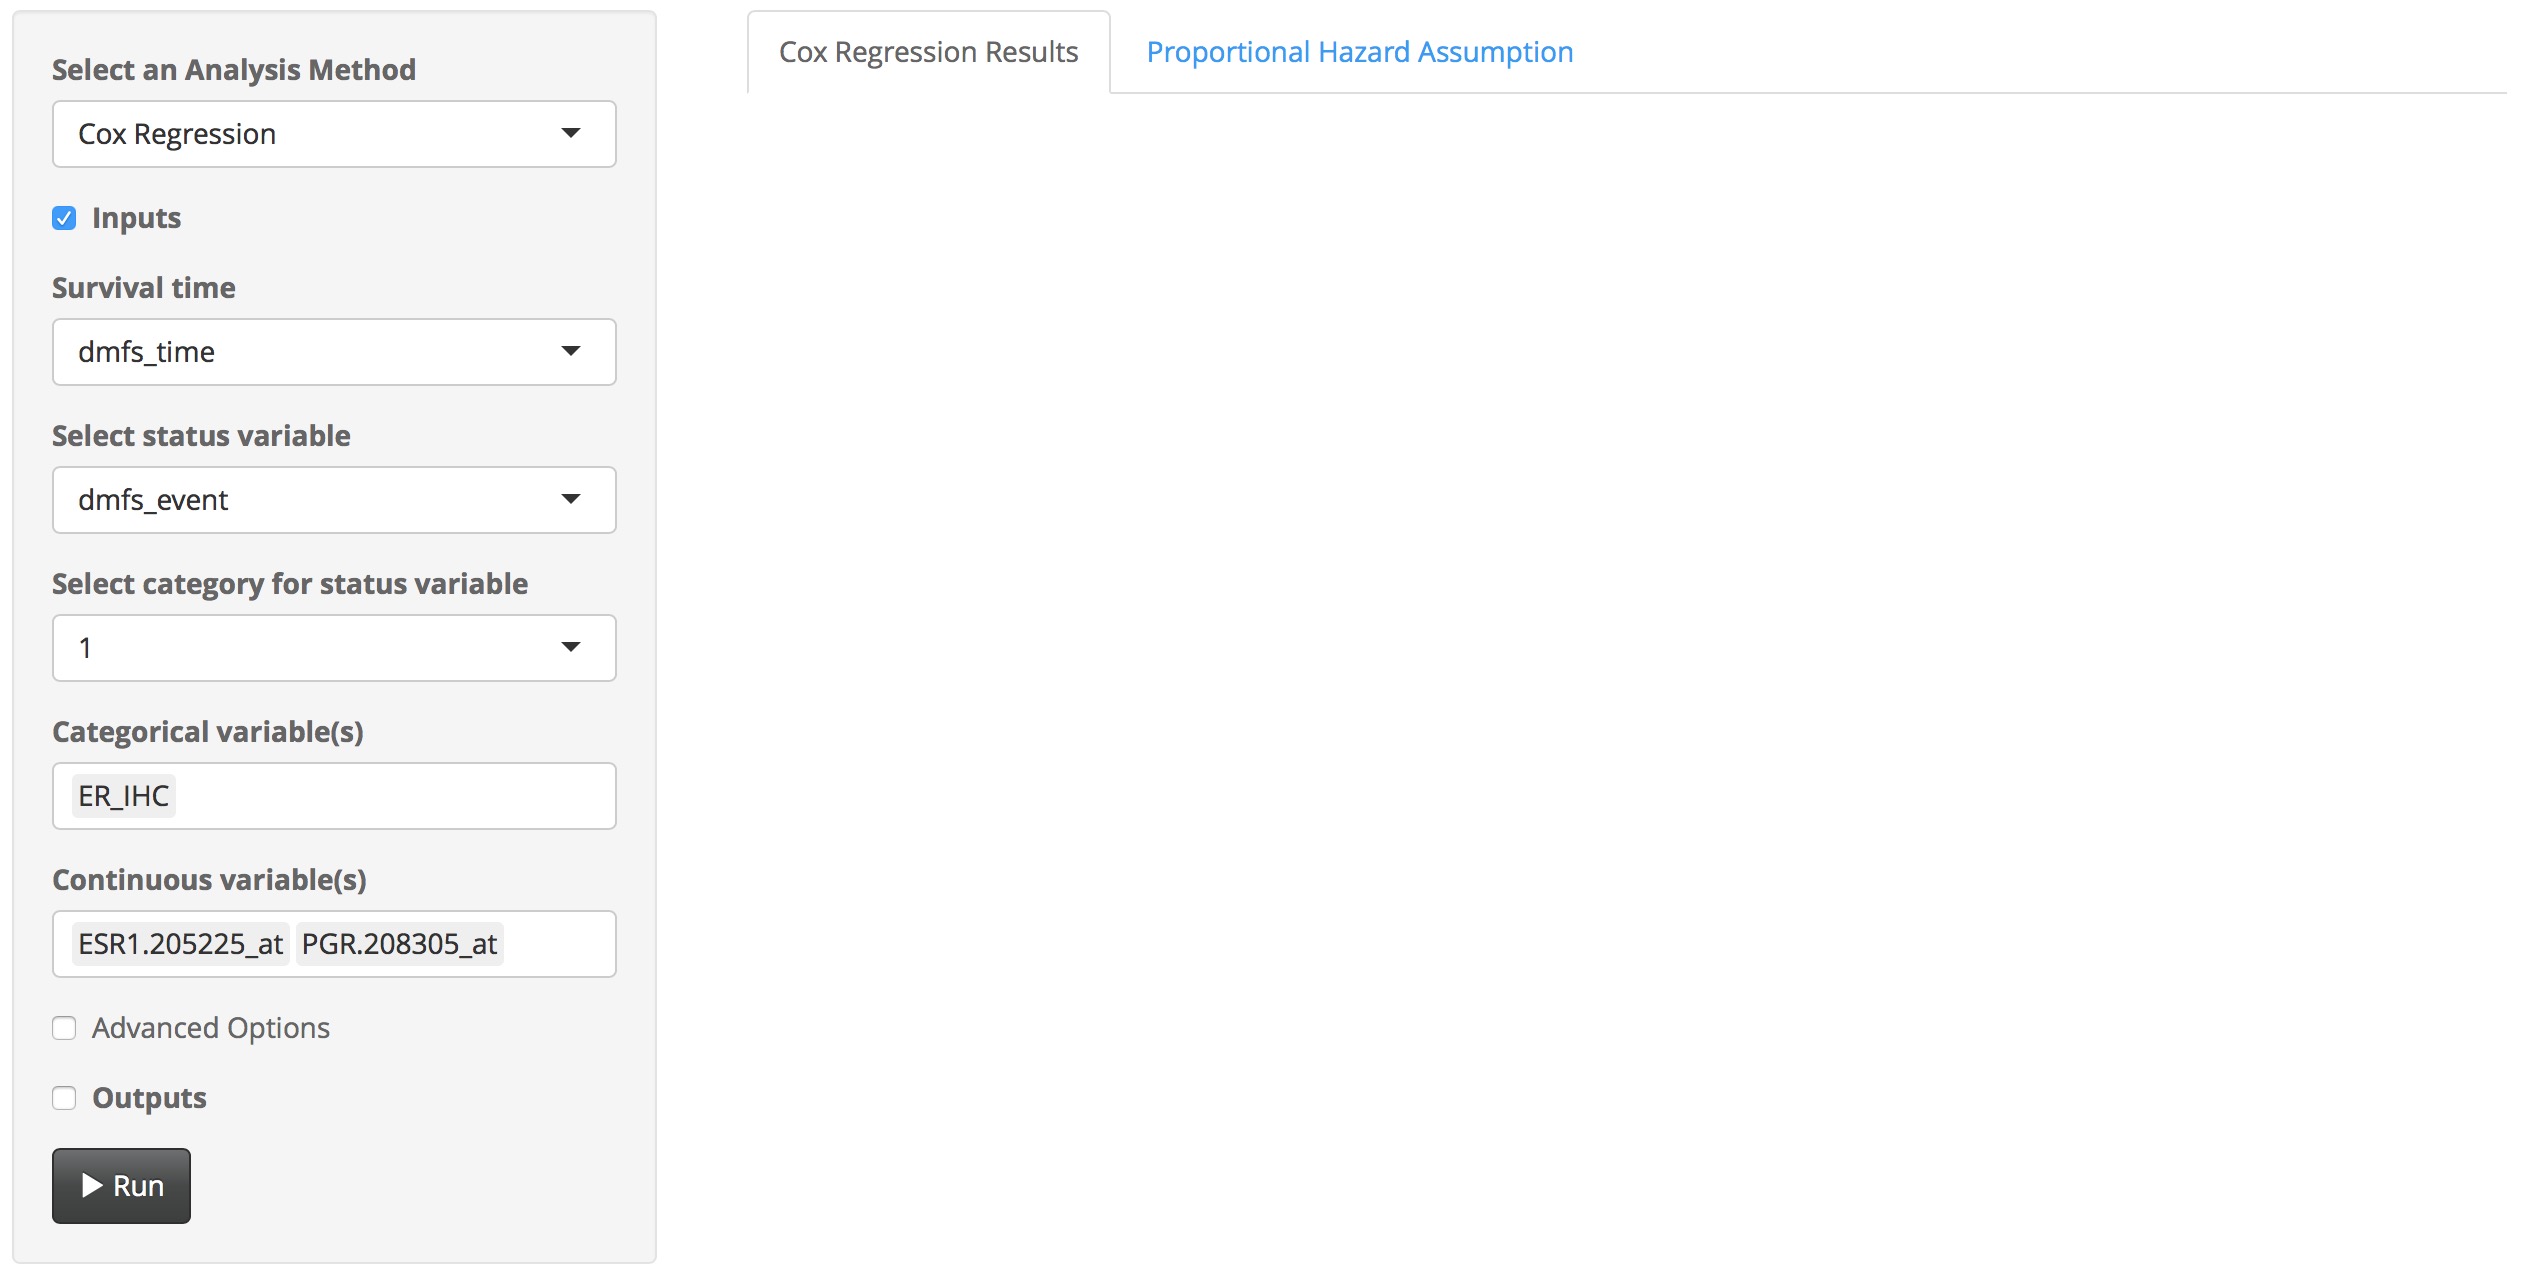 Select an Analysis Method
Cox Regression
Inputs
Survival time
dmfs_time
Select status variable
dmfs_event
Select category for status variable
1
Categorical variable(s)
ER_IHC
Continuous variable(s)
ESR1.205225_at PGR.208305_at
Advanced Options
Outputs
Run
Cox Regression Results Proportional Hazard Assumption